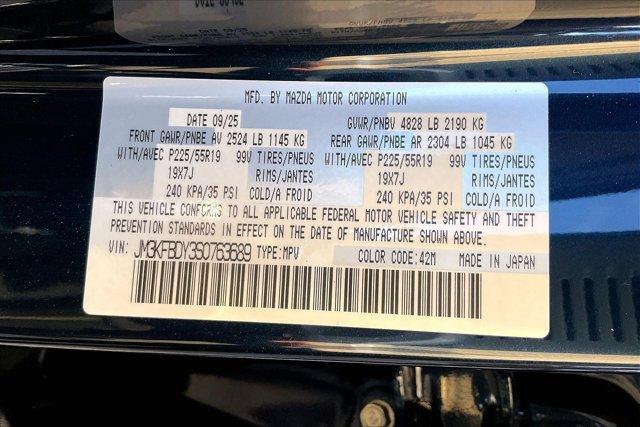 MFD. BY MAZDA MOTOR CORPORATION
DATE 09/25 GVWR/PNBV 4828 LB 2190 KG
FRONT GAWR/PNBE AV 2524 LB 1145 KG REAR GAWR/PNBE AR 2304 LB 1045 KG
WITH/AVEC P225/55R19 99V TIRES/PNEUS WITH/AVEC P225/55R19 99V TIRES/PNEUS
19X7J RIMS/JANTES 19X7J RIMS/JANTES
240 KPA/35 PSI COLD/A FROID 240 KPA/35 PSI COLD/A FROID
THIS VEHICLE CONFORMS TO ALL APPLICABLE FEDERAL MOTOR VEHICLE SAFETY AND THEFT
PREVENTION STANDARDS IN EFFECT ON THE DATE OF MANUFACTURE SHOWN ABOVE.
VIN: JM3KFBDY3S0763689 TYPE:MPV COLOR CODE:42M MADE IN JAPAN